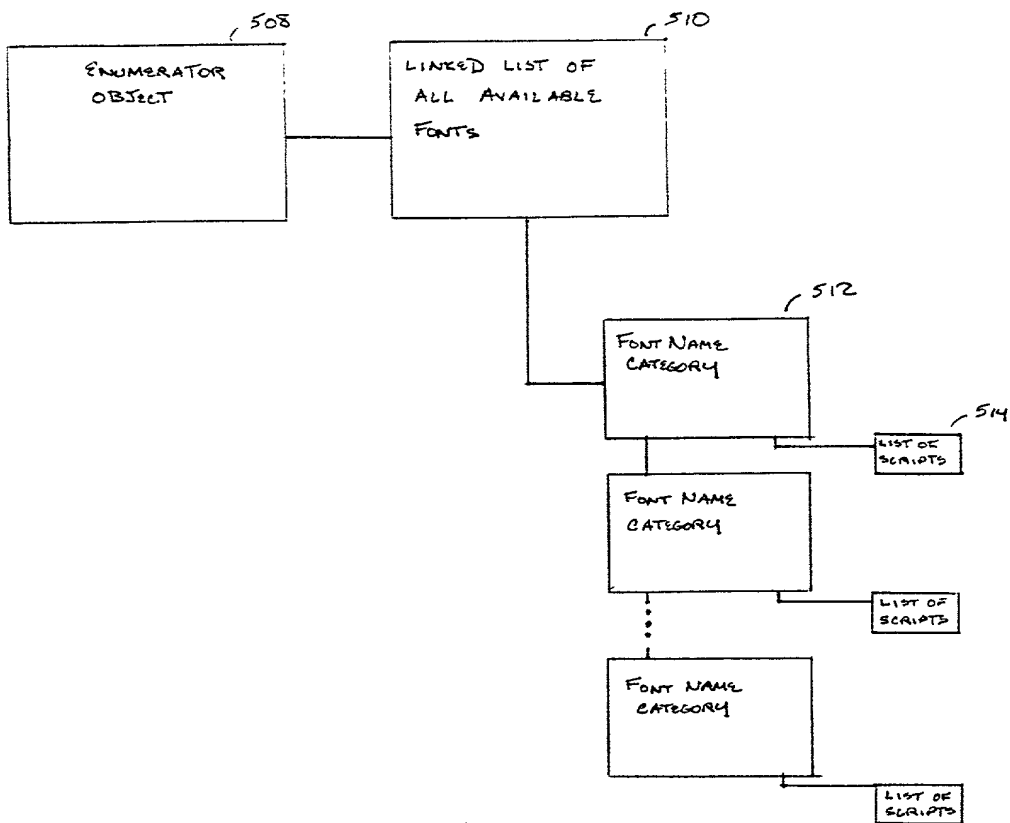 508
ENUMERATOR
OBJECT
510
LINKED LIST OF
ALL AVAILABLE
FONTS
512
FONT NAME
CATEGORY
514
LIST OF
SCRIPTS
FONT NAME
CATEGORY
LIST OF
SCRIPTS
FONT NAME
CATEGORY
LIST OF
SCRIPTS